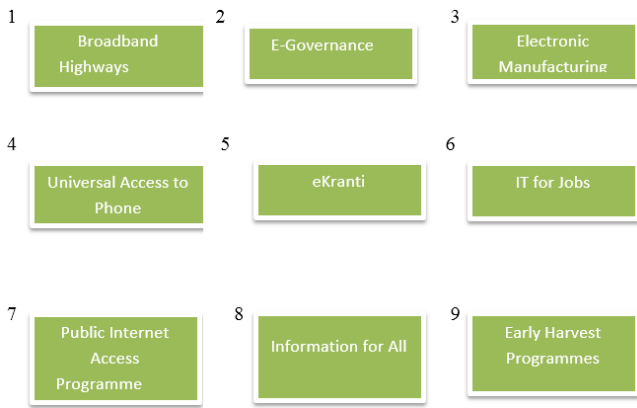 1
Broadband
Highways
2
E-Governance
3
Electronic
Manufacturing
4
Universal Access to
Phone
5
eKranti
6
IT for Jobs
7
Public Internet
Access
Programme
8
Information for All
9
Early Harvest
Programmes